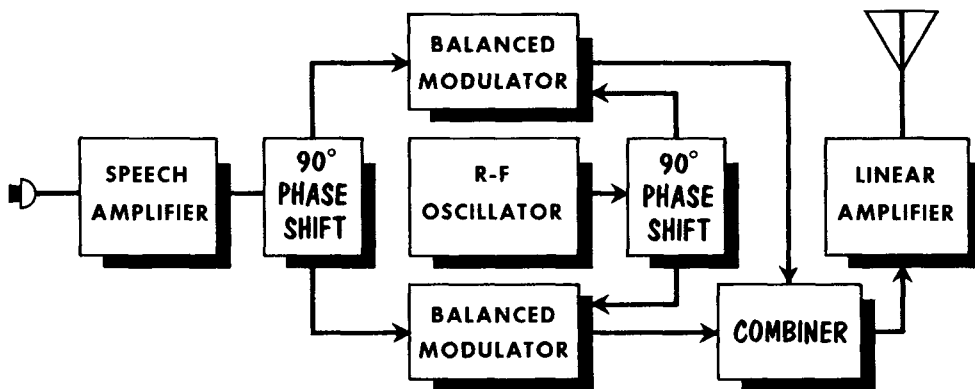 BALANCED
MODULATOR
SPEECH
AMPLIFIER
90°
PHASE
SHIFT
R-F
OSCILLATOR
90°
PHASE
SHIFT
LINEAR
AMPLIFIER
BALANCED
MODULATOR
COMBINER